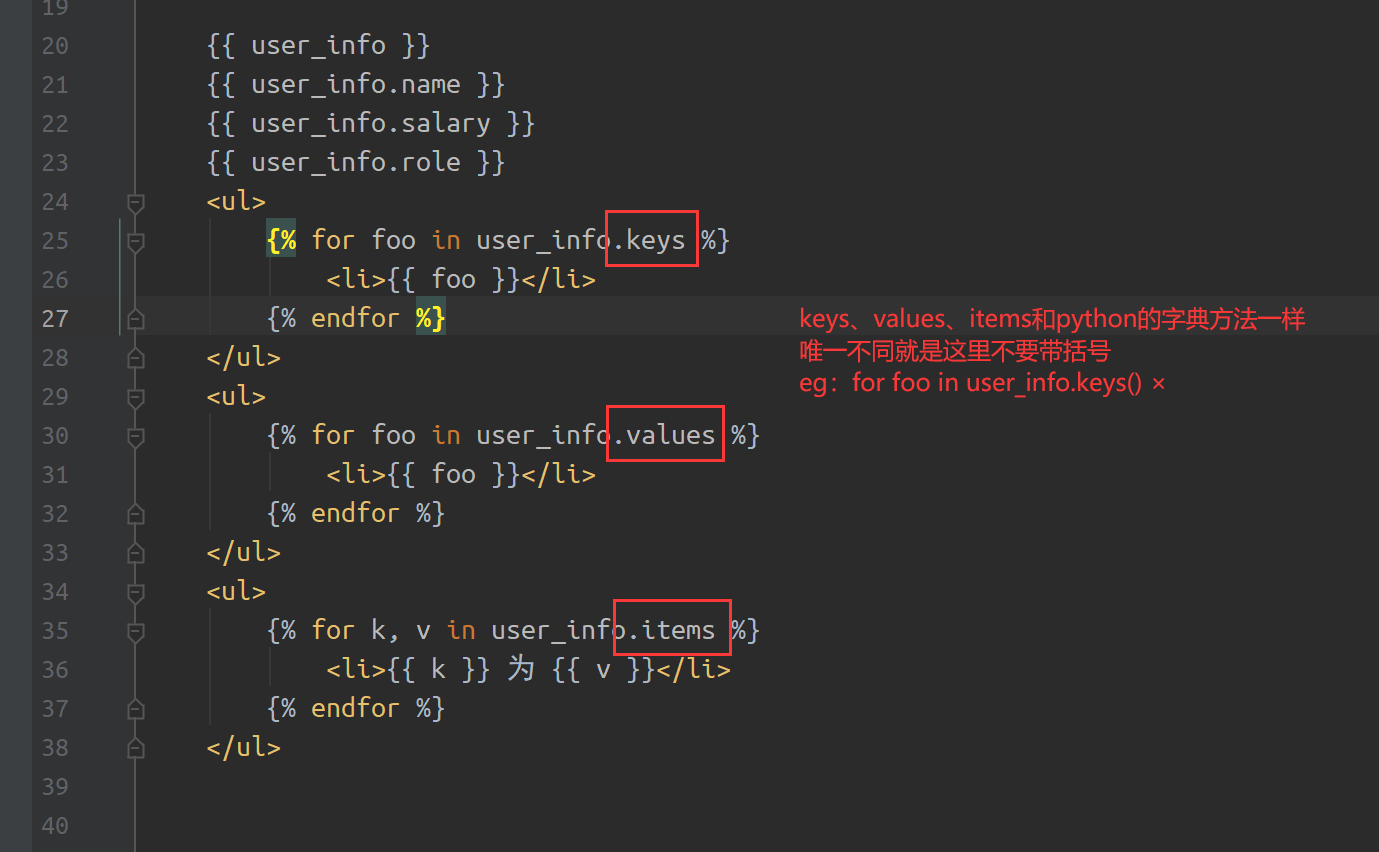 19
20 {{ user_info }}
21 {{ user_info.name }}
22 {{ user_info.salary }}
23 {{ user_info.role }}
24 <ul>
25 {% for foo in user_info.keys %}
26 <li>{{ foo }}</li>
27 {% endfor %}
keys、values、items和python的字典方法一样
唯一不同就是这里不要带括号
eg：for foo in user_info.keys() ×
28 </ul>
29 <ul>
30 {% for foo in user_info.values %}
31 <li>{{ foo }}</li>
32 {% endfor %}
33 </ul>
34 <ul>
35 {% for k, v in user_info.items %}
36 <li>{{ k }} 为 {{ v }}</li>
37 {% endfor %}
38 </ul>
39
40